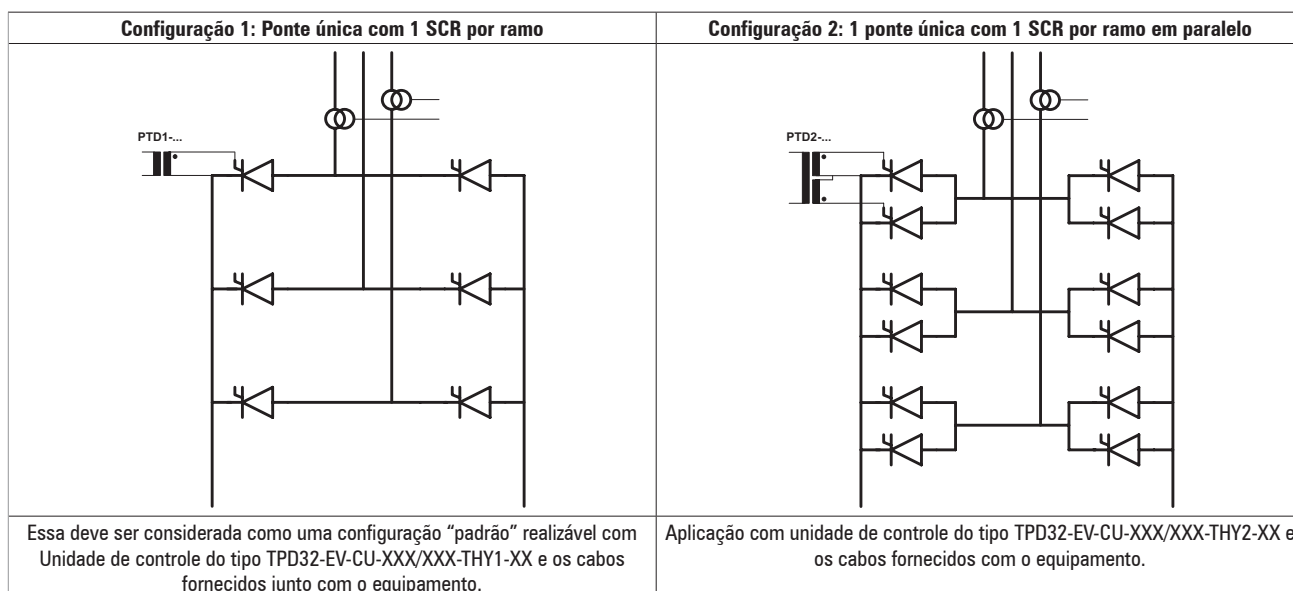 Configuração 1: Ponte única com 1 SCR por ramo
Configuração 2: 1 ponte única com 1 SCR por ramo em paralelo
PTD1-...
PTD2-...
Essa deve ser considerada como uma configuração “padrão” realizável com
Unidade de controle do tipo TPD32-EV-CU-XXX/XXX-THY1-XX e os cabos
fornecidos junto com o equipamento.
Aplicação com unidade de controle do tipo TPD32-EV-CU-XXX/XXX-THY2-XX e
os cabos fornecidos com o equipamento.